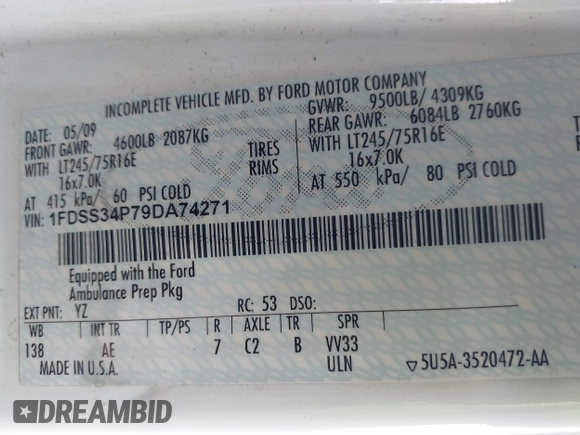 INCOMPLETE VEHICLE MFD. BY FORD MOTOR COMPANY
DATE: 05/09 GVWR: 9500LB/ 4309KG
FRONT GAWR: 4600LB 2087KG REAR GAWR: 6084LB 2760KG
WITH LT245/75R16E TIRES WITH LT245/75R16E
16x7.0K RIMS 16x7.0K
AT 415 kPa/ 60 PSI COLD AT 550 kPa/ 80 PSI COLD
VIN: 1FDSS34P79DA74271
Equipped with the Ford
Ambulance Prep Pkg
EXT PNT: YZ RC: 53 DSO:
WB INT TR TP/PS R AXLE TR SPR
138 AE 7 C2 B VV33
MADE IN U.S.A. ULN ▽5U5A-3520472-AA
DREAMBID